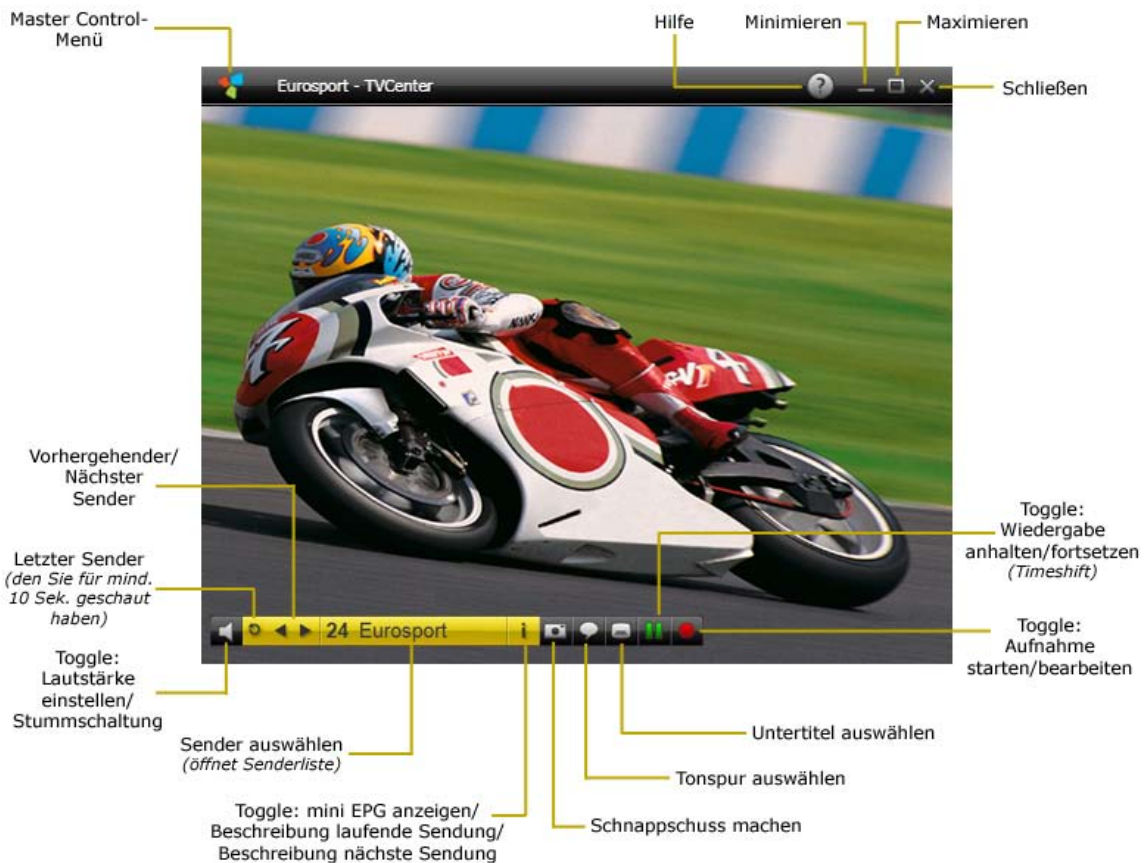 Master Control-
Menü
Hilfe
Minimieren
Maximieren
Eurosport - TVCenter
?
Schließen
4
Vorhergehender/
Nächster
Sender
Letzter Sender
(den Sie für mind.
10 Sek. geschaut
haben)
Toggle:
Wiedergabe
anhalten/fortsetzen
(Timeshift)
24 Eurosport
i
Toggle:
Lautstärke
einstellen/
Stummschaltung
Toggle:
Aufnahme
starten/bearbeiten
Sender auswählen
(öffnet Senderliste)
Untertitel auswählen
Tonspur auswählen
Toggle: mini EPG anzeigen/
Beschreibung laufende Sendung/
Beschreibung nächste Sendung
Schnappschuss machen